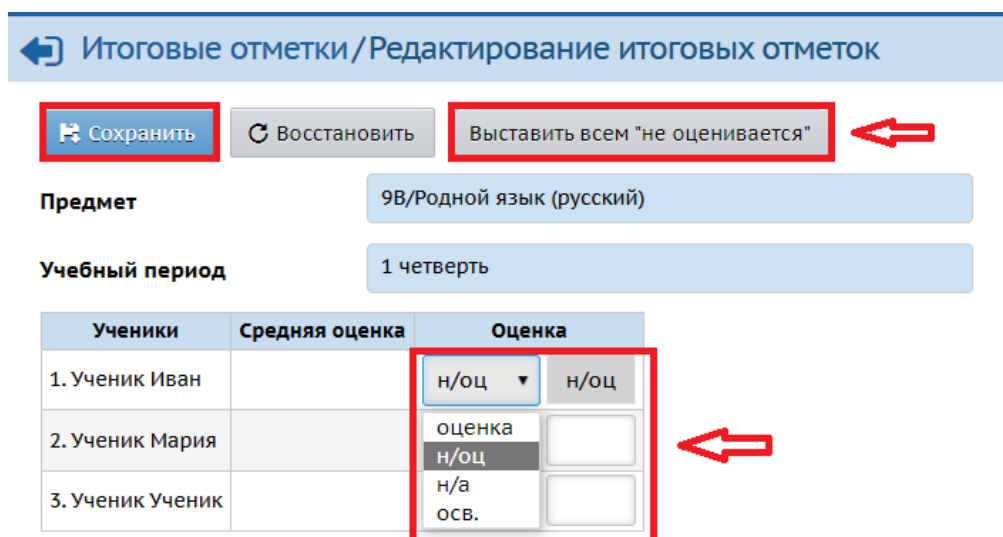 Итоговые отметки/Редактирование итоговых отметок
Сохранить Восстановить Выставить всем "не оценивается"
Предмет 9В/Родной язык (русский)
Учебный период 1 четверть
Ученики Средняя оценка Оценка
1. Ученик Иван н/оц н/оц
оценка
2. Ученик Мария
н/оц
н/а
3. Ученик Ученик
осв.